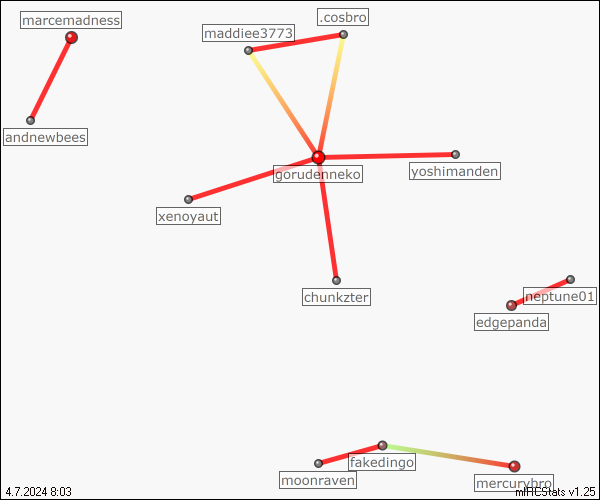 marcemadness
.cosbro
maddiee3773
andnewbees
gorudenneko
yoshimanden
xenoyaut
chunkzter
neptune01
edgepanda
fakedingo
moonraven
mercurybro
4.7.2024 8:03
mIRCStats v1.25